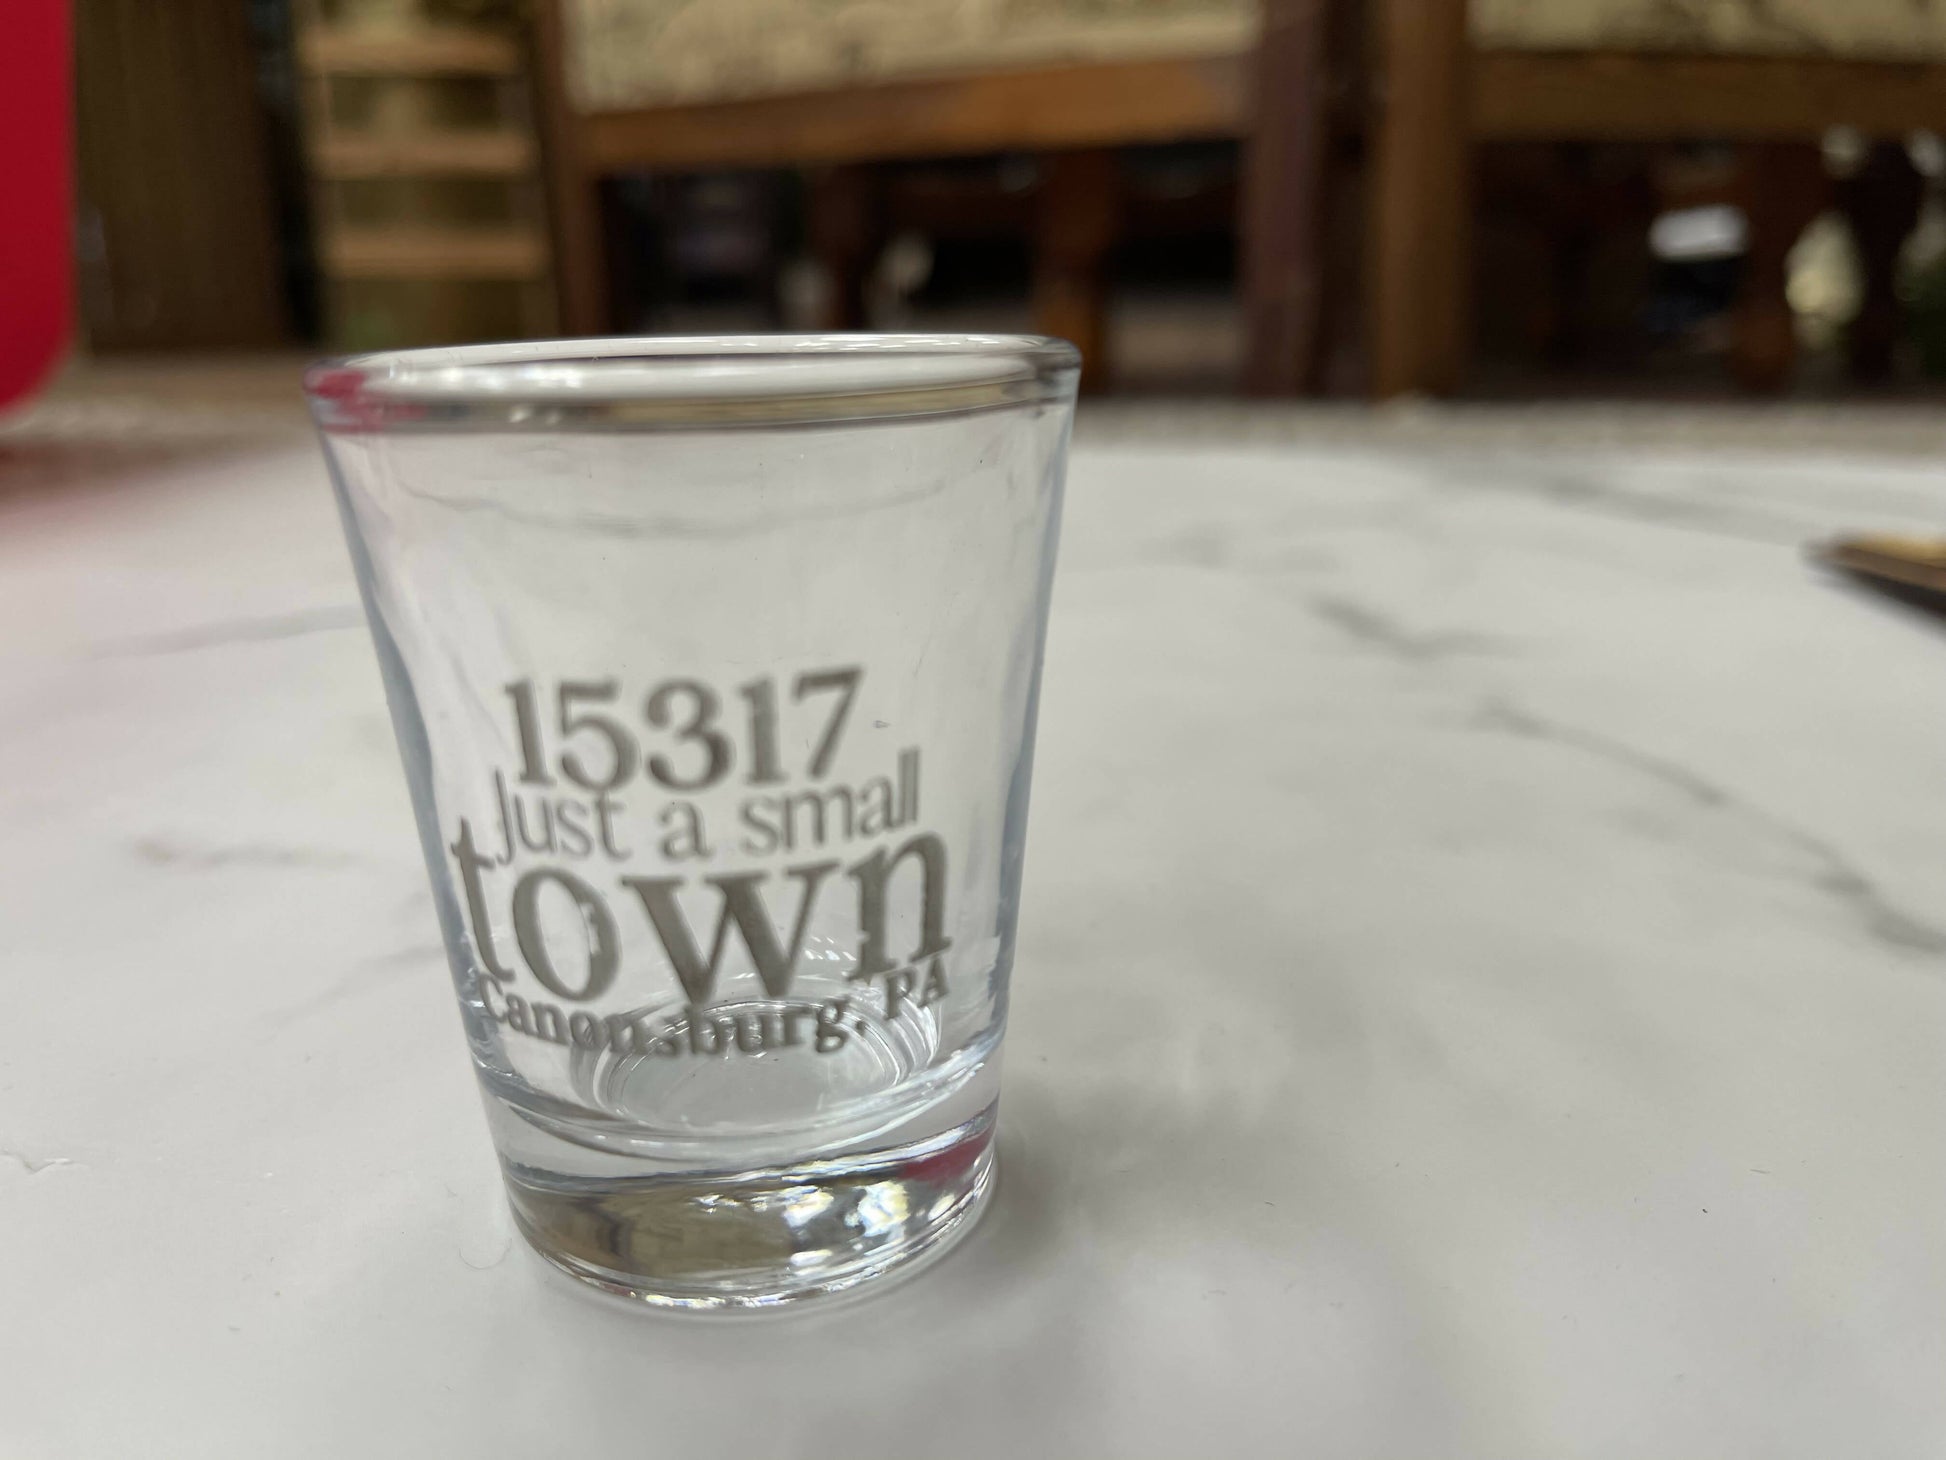 15317
Just a small
town
Canonsburg, PA